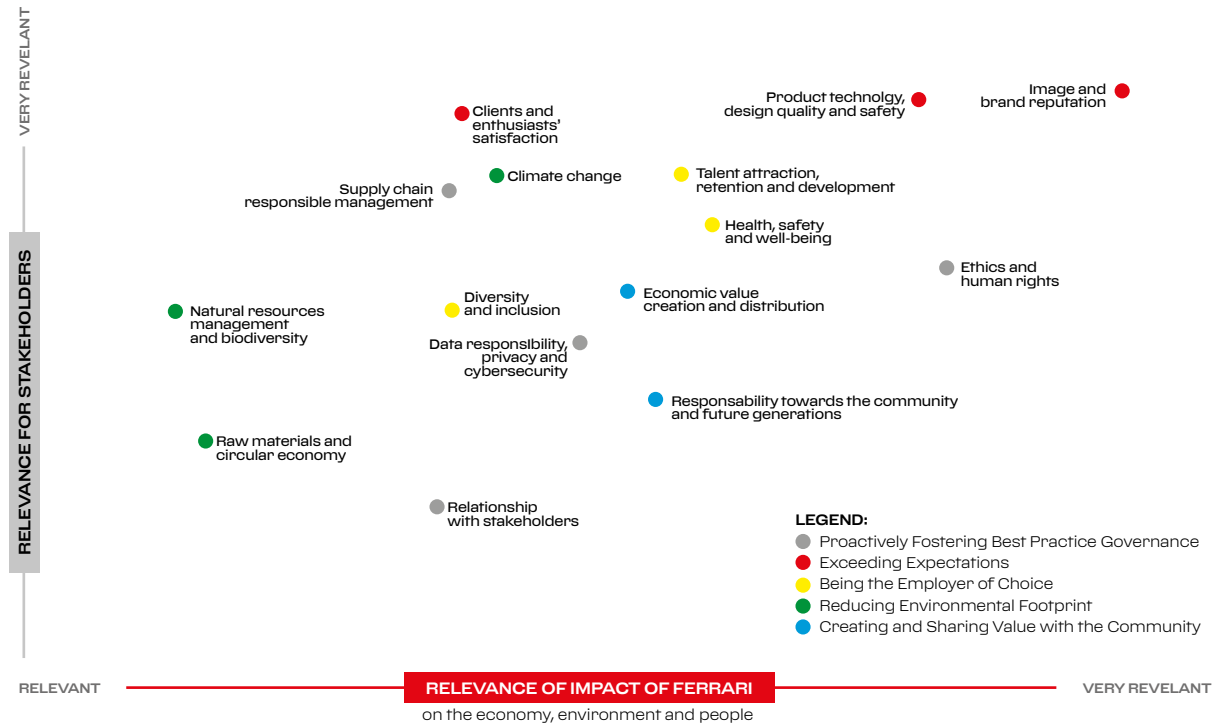 VERY REVELANT
RELEVANCE FOR STAKEHOLDERS
Clients and
enthusiasts'
satisfaction
Product technolgy,
design quality and safety
Image and
brand reputation
Supply chain
responsible management
Climate change
Talent attraction,
retention and development
Health, safety
and well-being
Ethics and
human rights
Natural resources
management
and biodiversity
Diversity
and inclusion
Economic value
creation and distribution
Data responsibility,
privacy and
cybersecurity
Responsability towards the community
and future generations
Raw materials and
circular economy
Relationship
with stakeholders
LEGEND:
Proactively Fostering Best Practice Governance
Exceeding Expectations
Being the Employer of Choice
Reducing Environmental Footprint
Creating and Sharing Value with the Community
RELEVANT
RELEVANCE OF IMPACT OF FERRARI
VERY REVELANT
on the economy, environment and people